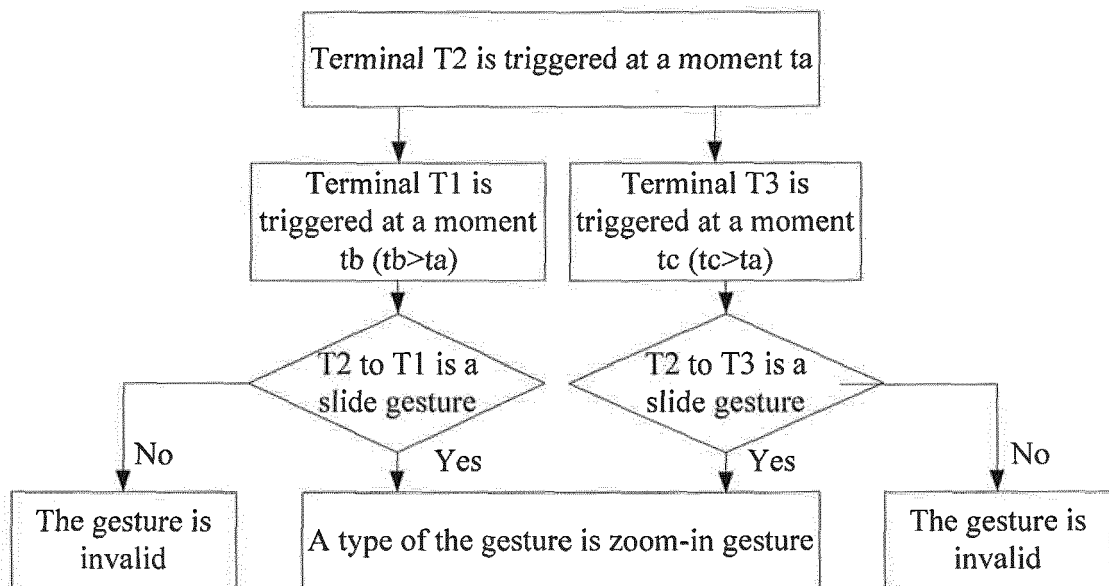 Terminal T2 is triggered at a moment ta
Terminal T1 is
triggered at a moment
tb (tb>ta)
Terminal T3 is
triggered at a moment
tc (tc>ta)
T2 to T1 is a
slide gesture
T2 to T3 is a
slide gesture
No
Yes
Yes
No
The gesture is
invalid
A type of the gesture is zoom-in gesture
The gesture is
invalid